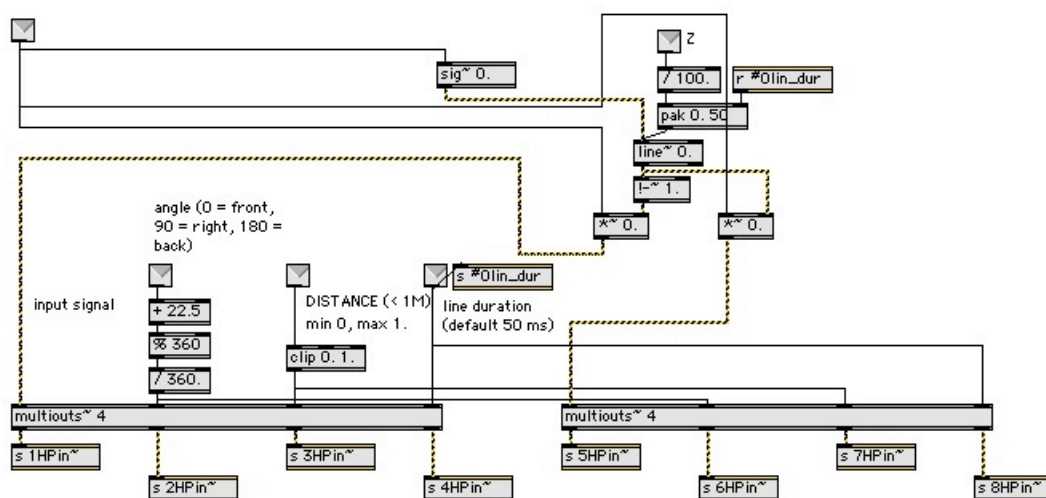 Z
sig~ 0.
/ 100.
r #0lin_dur
pak 0. 50
line~ 0.
!-~ 1.
*~ 0.
*~ 0.
angle (0 = front,
90 = right, 180 =
back)
s #0lin_dur
input signal
+ 22.5
DISTANCE (< 1M)
min 0, max 1.
line duration
(default 50 ms)
% 360
clip 0. 1.
/ 360.
multiouts~ 4
multiouts~ 4
s 1HPin~
s 3HPin~
s 5HPin~
s 7HPin~
s 2HPin~
s 4HPin~
s 6HPin~
s 8HPin~